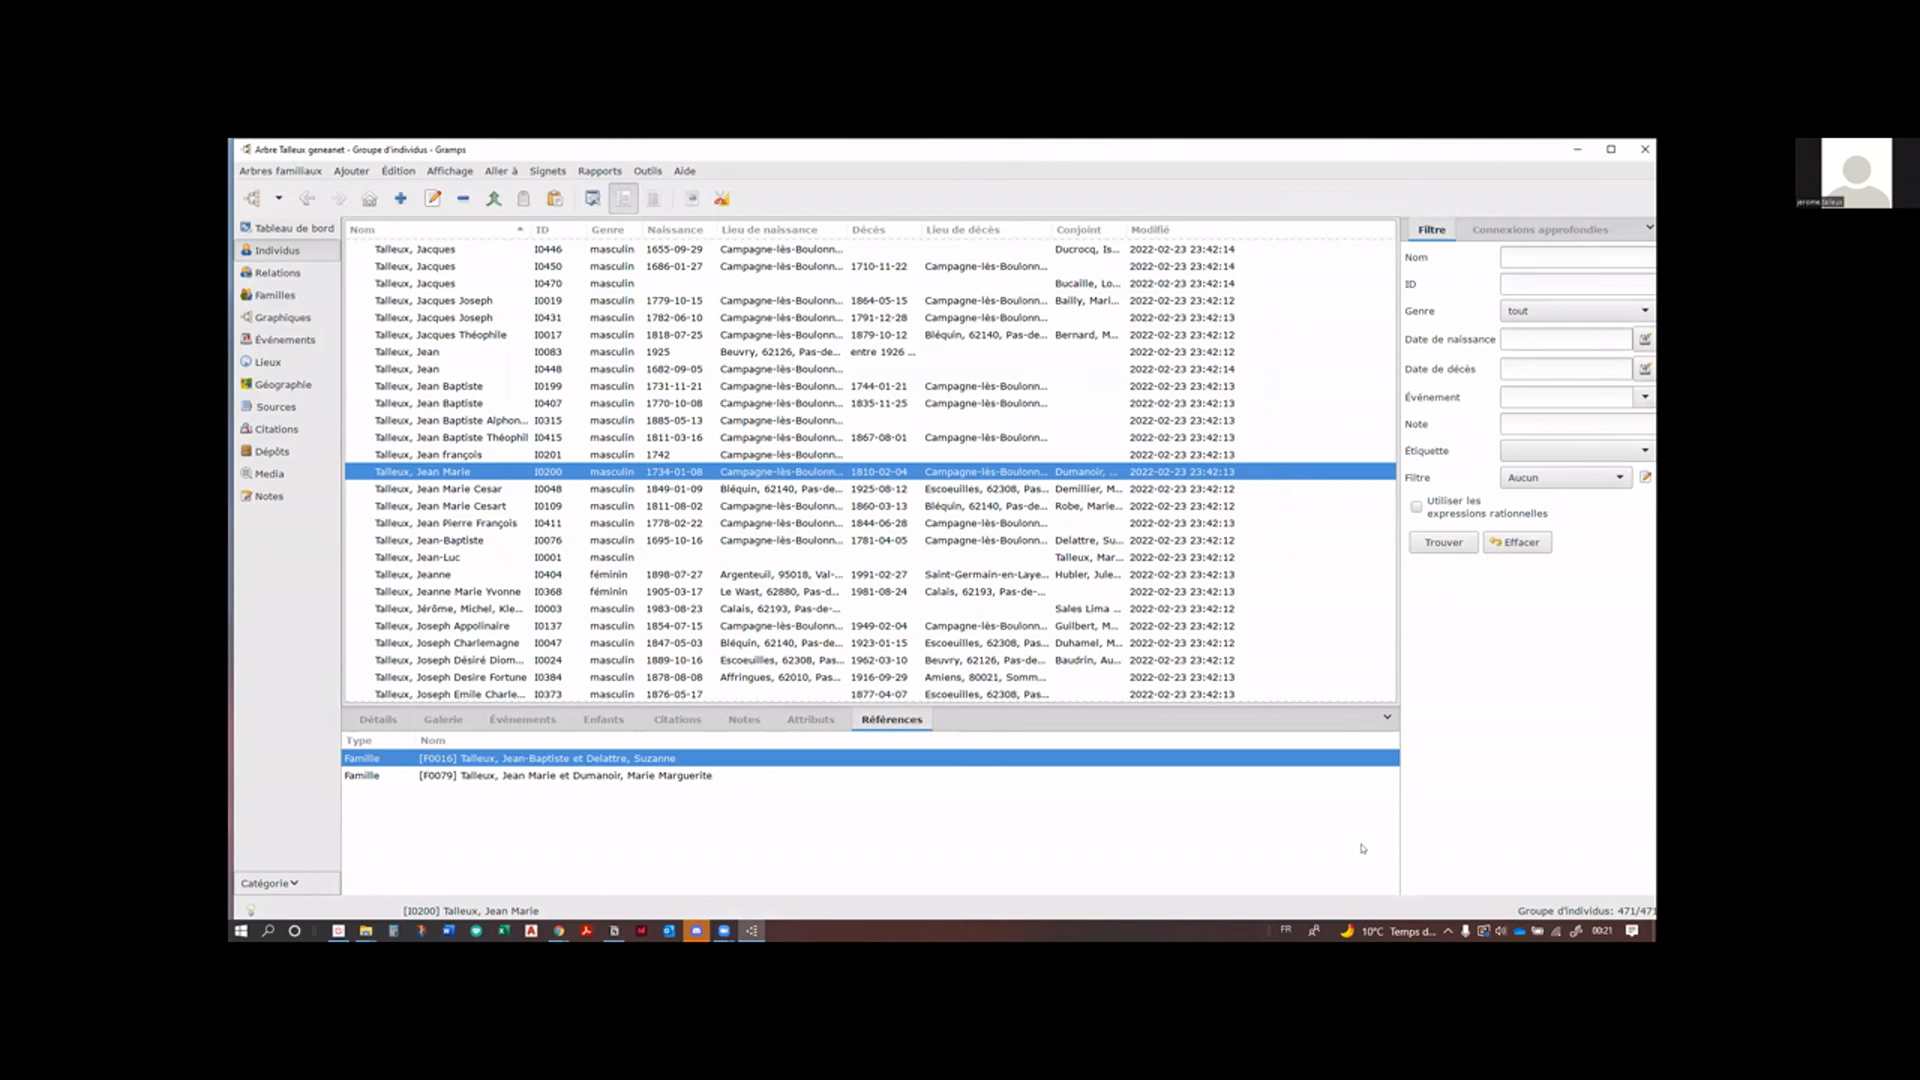 Arbre Talleux geneanet - Groupe d'individus - Gramps
Arbres familiaux Ajouter Édition Affichage Aller à Signets Rapports Outils Aide
Tableau de bord
Individus
Relations
Familles
Graphiques
Événements
Lieux
Géographie
Sources
Citations
Dépôts
Media
Notes
Catégorie
Nom ID Genre Naissance Lieu de naissance Décès Lieu de décès Conjoint Modifié
Talleux, Jacques I0446 masculin 1655-09-29 Campagne-lès-Boulonn... Ducrocq, Is... 2022-02-23 23:42:14
Talleux, Jacques I0450 masculin 1686-01-27 Campagne-lès-Boulonn... 1710-11-22 Campagne-lès-Boulonn... 2022-02-23 23:42:14
Talleux, Jacques I0470 masculin Bucaille, Lo... 2022-02-23 23:42:14
Talleux, Jacques Joseph I0019 masculin 1779-10-15 Campagne-lès-Boulonn... 1864-05-15 Campagne-lès-Boulonn... Bailly, Mari... 2022-02-23 23:42:12
Talleux, Jacques Joseph I0431 masculin 1782-06-10 Campagne-lès-Boulonn... 1791-12-28 Campagne-lès-Boulonn... 2022-02-23 23:42:13
Talleux, Jacques Théophile I0017 masculin 1818-07-25 Campagne-lès-Boulonn... 1879-10-12 Bléquin, 62140, Pas-de... Bernard, M... 2022-02-23 23:42:12
Talleux, Jean I0083 masculin 1925 Beuvry, 62126, Pas-de... entre 1926 ... 2022-02-23 23:42:12
Talleux, Jean I0448 masculin 1682-09-05 Campagne-lès-Boulonn... 2022-02-23 23:42:14
Talleux, Jean Baptiste I0199 masculin 1731-11-21 Campagne-lès-Boulonn... 1744-01-21 Campagne-lès-Boulonn... 2022-02-23 23:42:13
Talleux, Jean Baptiste I0407 masculin 1770-10-08 Campagne-lès-Boulonn... 1835-11-25 Campagne-lès-Boulonn... 2022-02-23 23:42:13
Talleux, Jean Baptiste Alphon... I0315 masculin 1885-05-13 Campagne-lès-Boulonn... 2022-02-23 23:42:13
Talleux, Jean Baptiste Théophil I0415 masculin 1811-03-16 Campagne-lès-Boulonn... 1867-08-01 Campagne-lès-Boulonn... 2022-02-23 23:42:13
Talleux, Jean françois I0201 masculin 1742 Campagne-lès-Boulonn... 2022-02-23 23:42:13
Talleux, Jean Marie I0200 masculin 1734-01-08 Campagne-lès-Boulonn... 1810-02-04 Campagne-lès-Boulonn... Dumanoir, ... 2022-02-23 23:42:13
Talleux, Jean Marie Cesar I0048 masculin 1849-01-09 Bléquin, 62140, Pas-de... 1925-08-12 Escoeuilles, 62308, Pas... Demillier, M... 2022-02-23 23:42:12
Talleux, Jean Marie Cesart I0109 masculin 1811-08-02 Campagne-lès-Boulonn... 1860-03-13 Bléquin, 62140, Pas-de... Robe, Marie... 2022-02-23 23:42:12
Talleux, Jean Pierre François I0411 masculin 1778-02-22 Campagne-lès-Boulonn... 1844-06-28 Campagne-lès-Boulonn... 2022-02-23 23:42:13
Talleux, Jean-Baptiste I0076 masculin 1695-10-16 Campagne-lès-Boulonn... 1781-04-05 Campagne-lès-Boulonn... Delattre, Su... 2022-02-23 23:42:12
Talleux, Jean-Luc I0001 masculin Talleux, Mar... 2022-02-23 23:42:12
Talleux, Jeanne I0404 féminin 1898-07-27 Argenteuil, 95018, Val-... 1991-02-27 Saint-Germain-en-Laye... Hubler, Jule... 2022-02-23 23:42:13
Talleux, Jeanne Marie Yvonne I0368 féminin 1905-03-17 Le Wast, 62880, Pas-d... 1981-08-24 Calais, 62193, Pas-de-... 2022-02-23 23:42:13
Talleux, Jérôme, Michel, Kle... I0003 masculin 1983-08-23 Calais, 62193, Pas-de-... Sales Lima ... 2022-02-23 23:42:12
Talleux, Joseph Appolinaire I0137 masculin 1854-07-15 Campagne-lès-Boulonn... 1949-02-04 Campagne-lès-Boulonn... Guilbert, M... 2022-02-23 23:42:12
Talleux, Joseph Charlemagne I0047 masculin 1847-05-03 Bléquin, 62140, Pas-de... 1923-01-15 Escoeuilles, 62308, Pas... Duhamel, M... 2022-02-23 23:42:12
Talleux, Joseph Désiré Diom... I0024 masculin 1889-10-16 Escoeuilles, 62308, Pas... 1962-03-10 Beuvry, 62126, Pas-de... Baudrin, Au... 2022-02-23 23:42:12
Talleux, Joseph Desire Fortune I0384 masculin 1878-08-08 Affringues, 62010, Pas... 1916-09-29 Amiens, 80021, Somm... 2022-02-23 23:42:13
Talleux, Joseph Emile Charle... I0373 masculin 1876-05-17 1877-04-07 Escoeuilles, 62308, Pas... 2022-02-23 23:42:13
Détails Galerie Événements Enfants Citations Notes Attributs Références
Type Nom
Famille [F0016] Talleux, Jean-Baptiste et Delattre, Suzanne
Famille [F0079] Talleux, Jean Marie et Dumanoir, Marie Marguerite
Filtre Connexions approfondies
Nom
ID
Genre tout
Date de naissance
Date de décès
Événement
Note
Étiquette
Filtre Aucun
Utiliser les
expressions rationnelles
Trouver Effacer
[I0200] Talleux, Jean Marie
Groupe d'individus: 471/471
FR 10°C Temps d... 00:21
jerome talleux